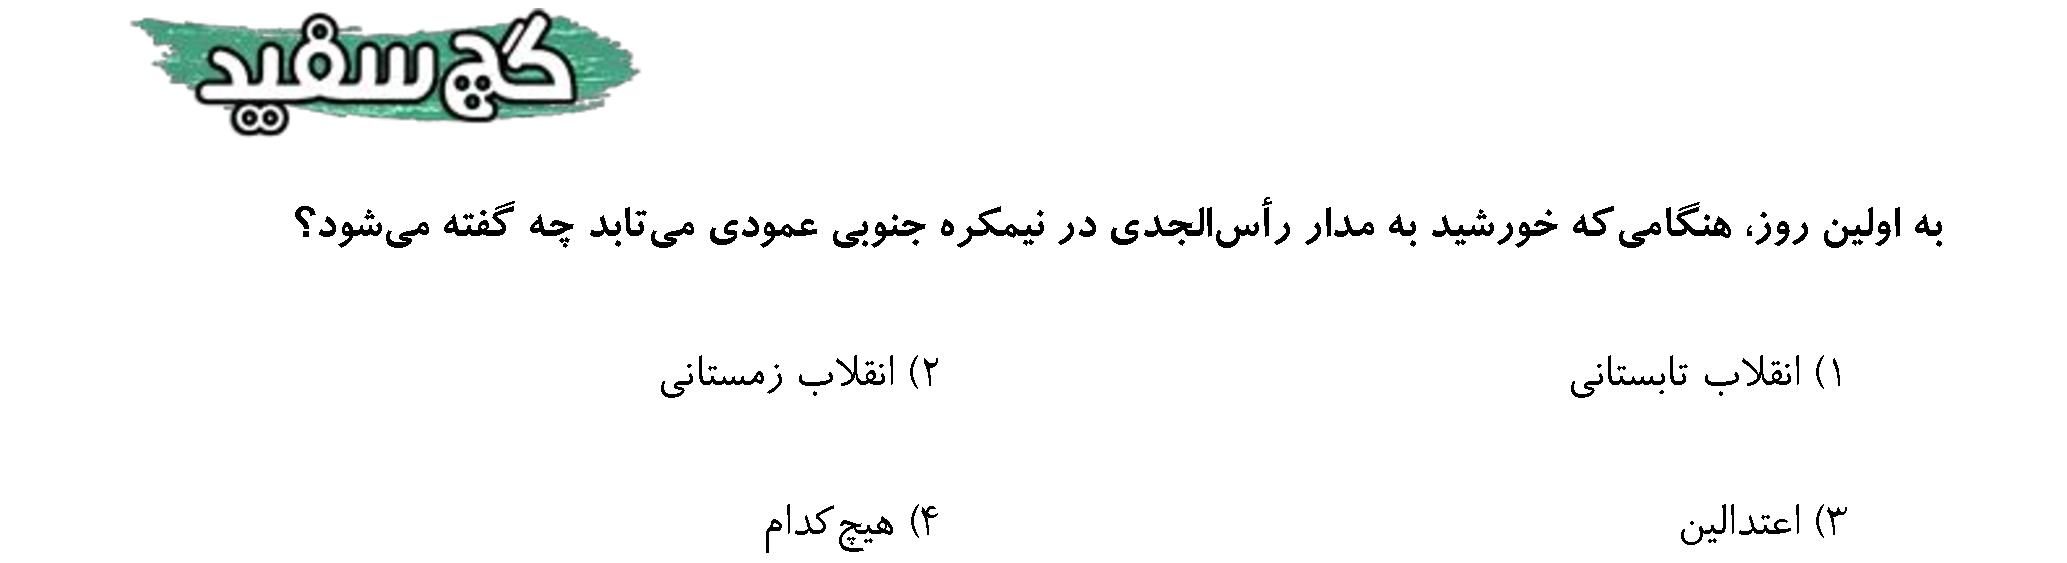 گچ سفید
به اولین روز، هنگامی‌که خورشید به مدار رأس‌الجدی در نیمکره جنوبی عمودی می‌تابد چه گفته می‌شود؟
۱) انقلاب تابستانی ۲) انقلاب زمستانی
۳) اعتدالین ۴) هیچ‌کدام